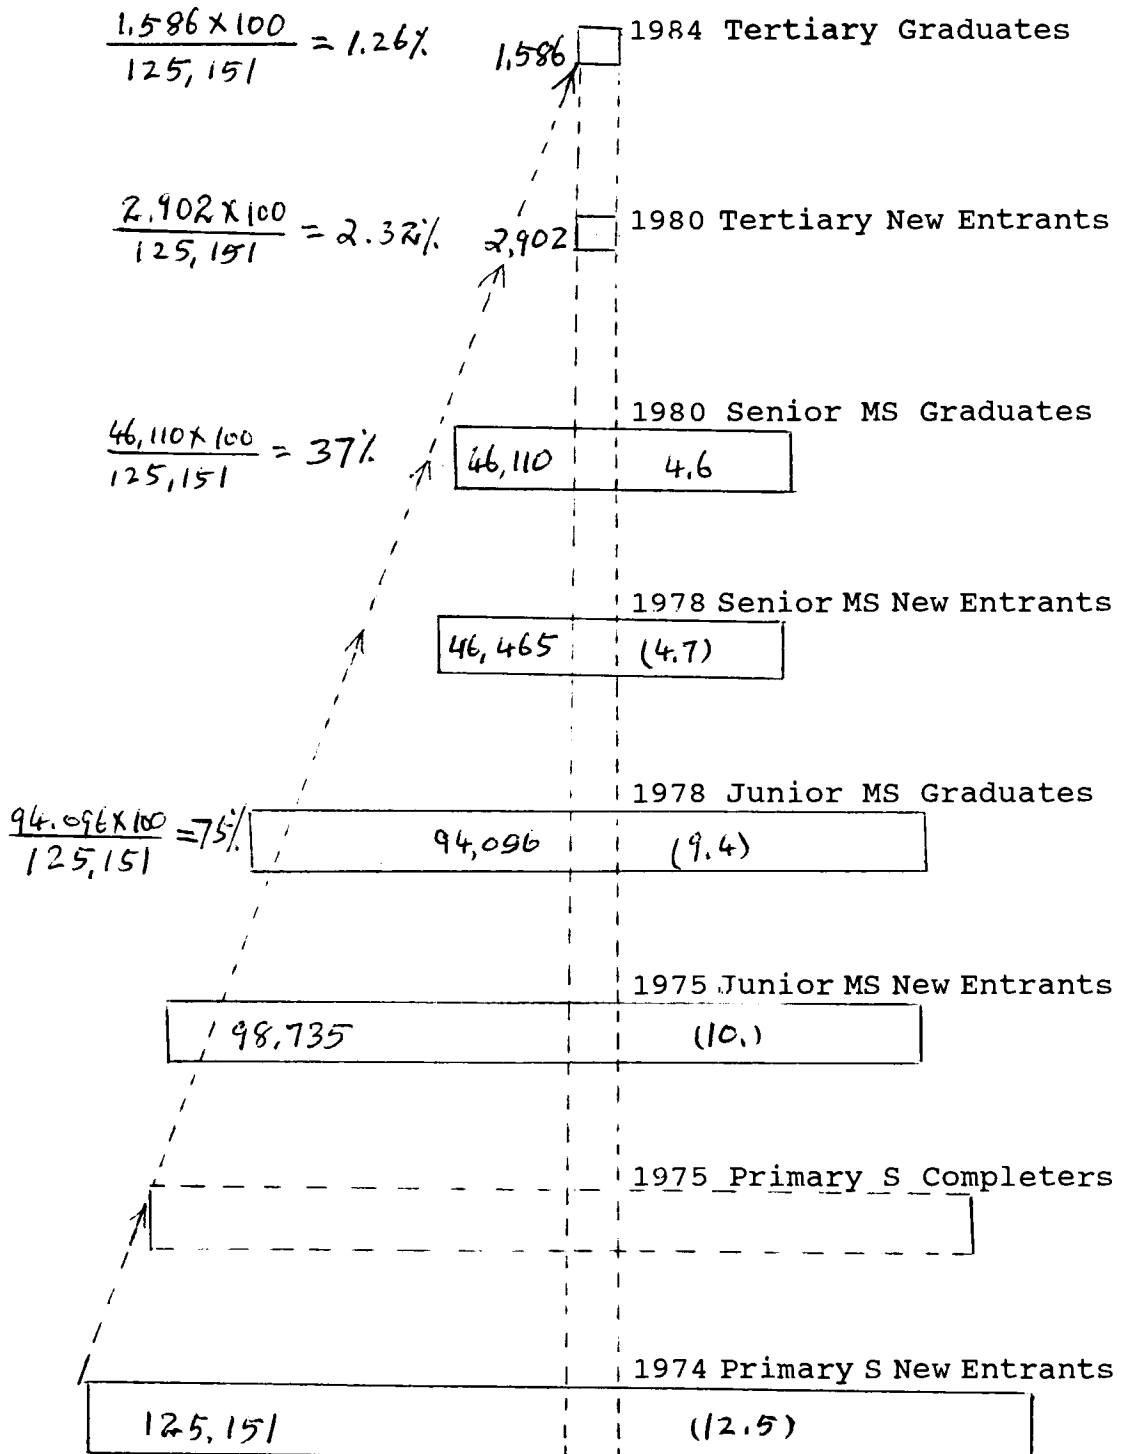 1984 Tertiary Graduates
1.586 × 100 / 125,151 = 1.26%
1,586
1980 Tertiary New Entrants
2.902 × 100 / 125,151 = 2.32%
2,902
1980 Senior MS Graduates
46,110 × 100 / 125,151 = 37%
46,110 4.6
1978 Senior MS New Entrants
46,465 (4.7)
1978 Junior MS Graduates
94.096 × 100 / 125,151 = 75%
94,096 (9.4)
1975 Junior MS New Entrants
98,735 (10.)
1975 Primary S Completers
1974 Primary S New Entrants
125,151 (12.5)